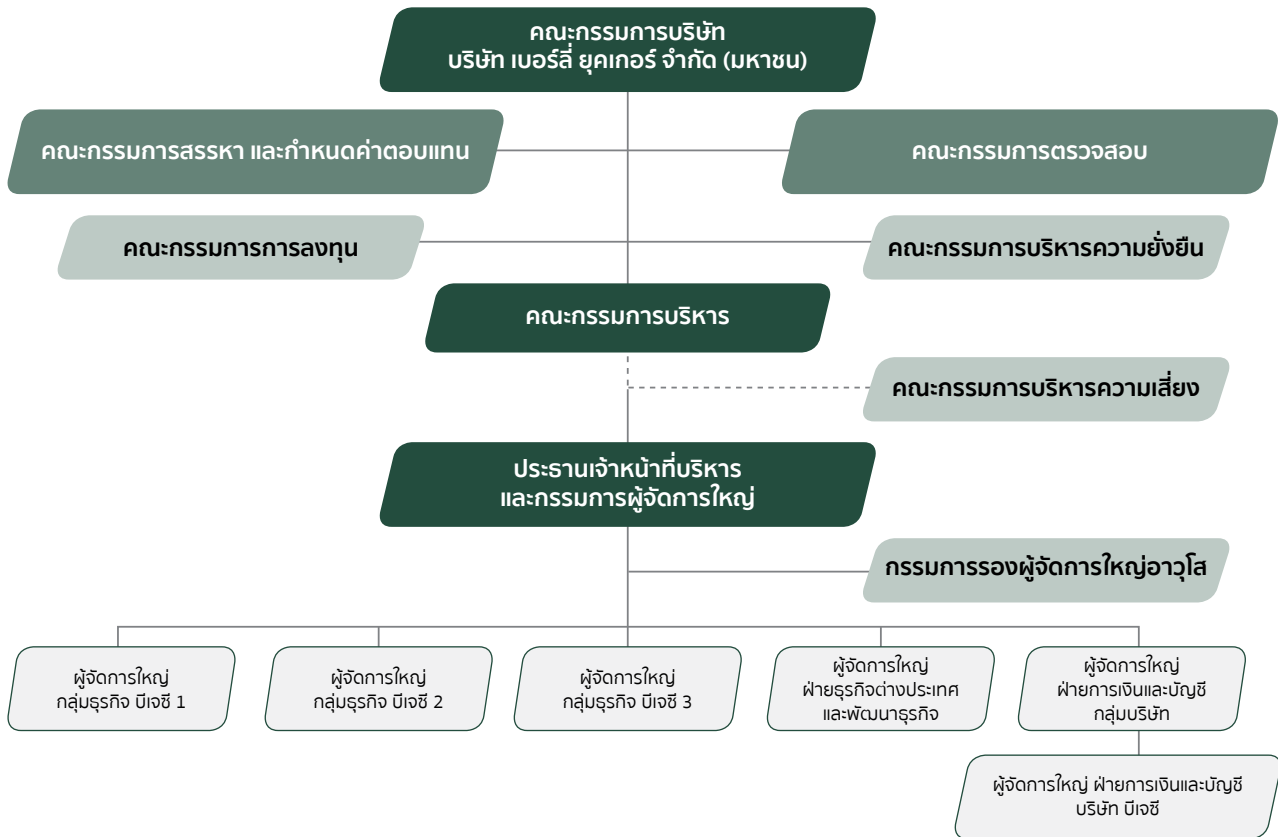 คณะกรรมการบริษัท
บริษัท เบอร์ลี่ ยุคเกอร์ จำกัด (มหาชน)
คณะกรรมการสรรหา และกำหนดค่าตอบแทน
คณะกรรมการตรวจสอบ
คณะกรรมการการลงทุน
คณะกรรมการบริหารความยั่งยืน
คณะกรรมการบริหาร
คณะกรรมการบริหารความเสี่ยง
ประธานเจ้าหน้าที่บริหาร
และกรรมการผู้จัดการใหญ่
กรรมการรองผู้จัดการใหญ่อาวุโส
ผู้จัดการใหญ่
กลุ่มธุรกิจ บีเจซี 1
ผู้จัดการใหญ่
กลุ่มธุรกิจ บีเจซี 2
ผู้จัดการใหญ่
กลุ่มธุรกิจ บีเจซี 3
ผู้จัดการใหญ่
ฝ่ายธุรกิจต่างประเทศ
และพัฒนาธุรกิจ
ผู้จัดการใหญ่
ฝ่ายการเงินและบัญชี
กลุ่มบริษัท
ผู้จัดการใหญ่ ฝ่ายการเงินและบัญชี
บริษัท บีเจซี